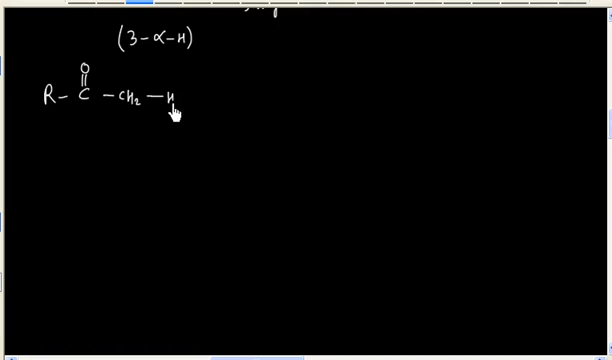 (3-α-H)
O
R-C-CH₂-H